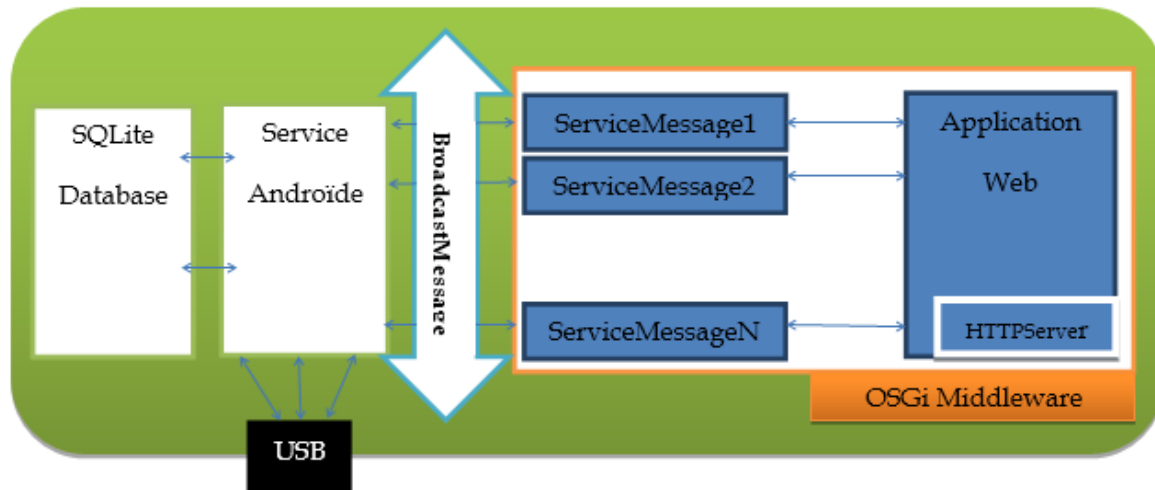 SQLite
Database
Service
Androïde
BroadcastMessage
ServiceMessage1
ServiceMessage2
ServiceMessageN
Application
Web
HTTPServer
OSGi Middleware
USB